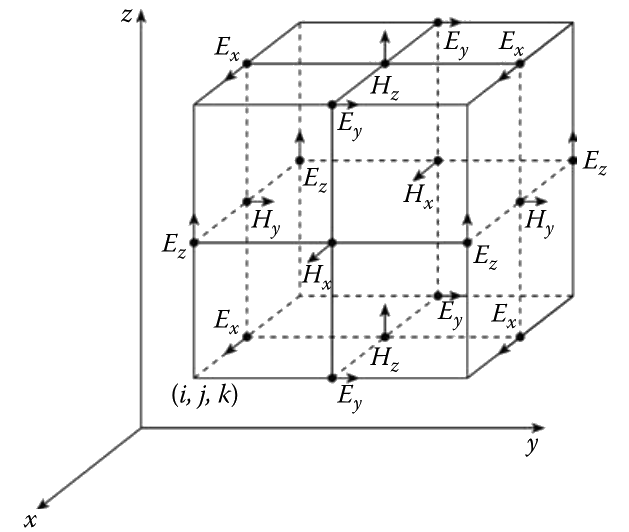 z
E_x
E_y
E_x
H_z
E_y
E_z
E_z
H_x
H_y
H_y
E_z
E_z
H_x
E_x
E_y
E_x
H_z
(i, j, k)
E_y
y
x